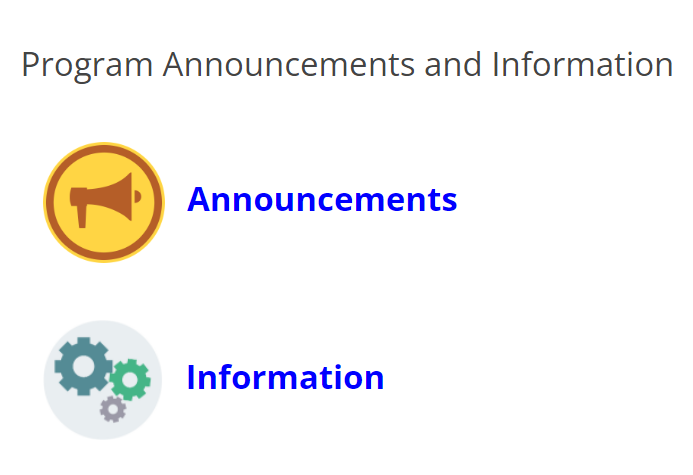 Program Announcements and Information
Announcements
Information